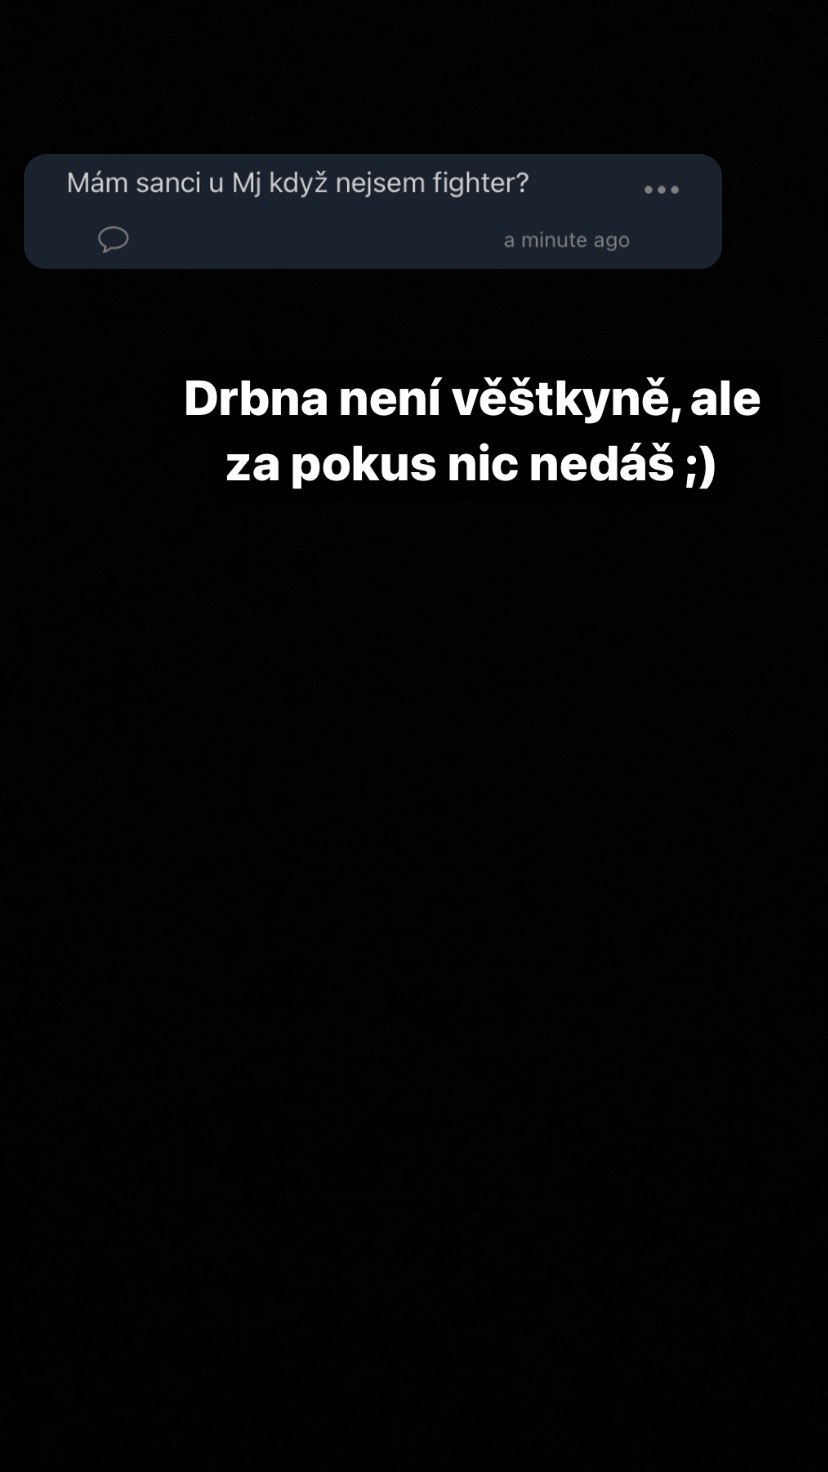 Mám sanci u Mj když nejsem fighter?
a minute ago
Drbna není věštkyně, ale
za pokus nic nedáš ;)